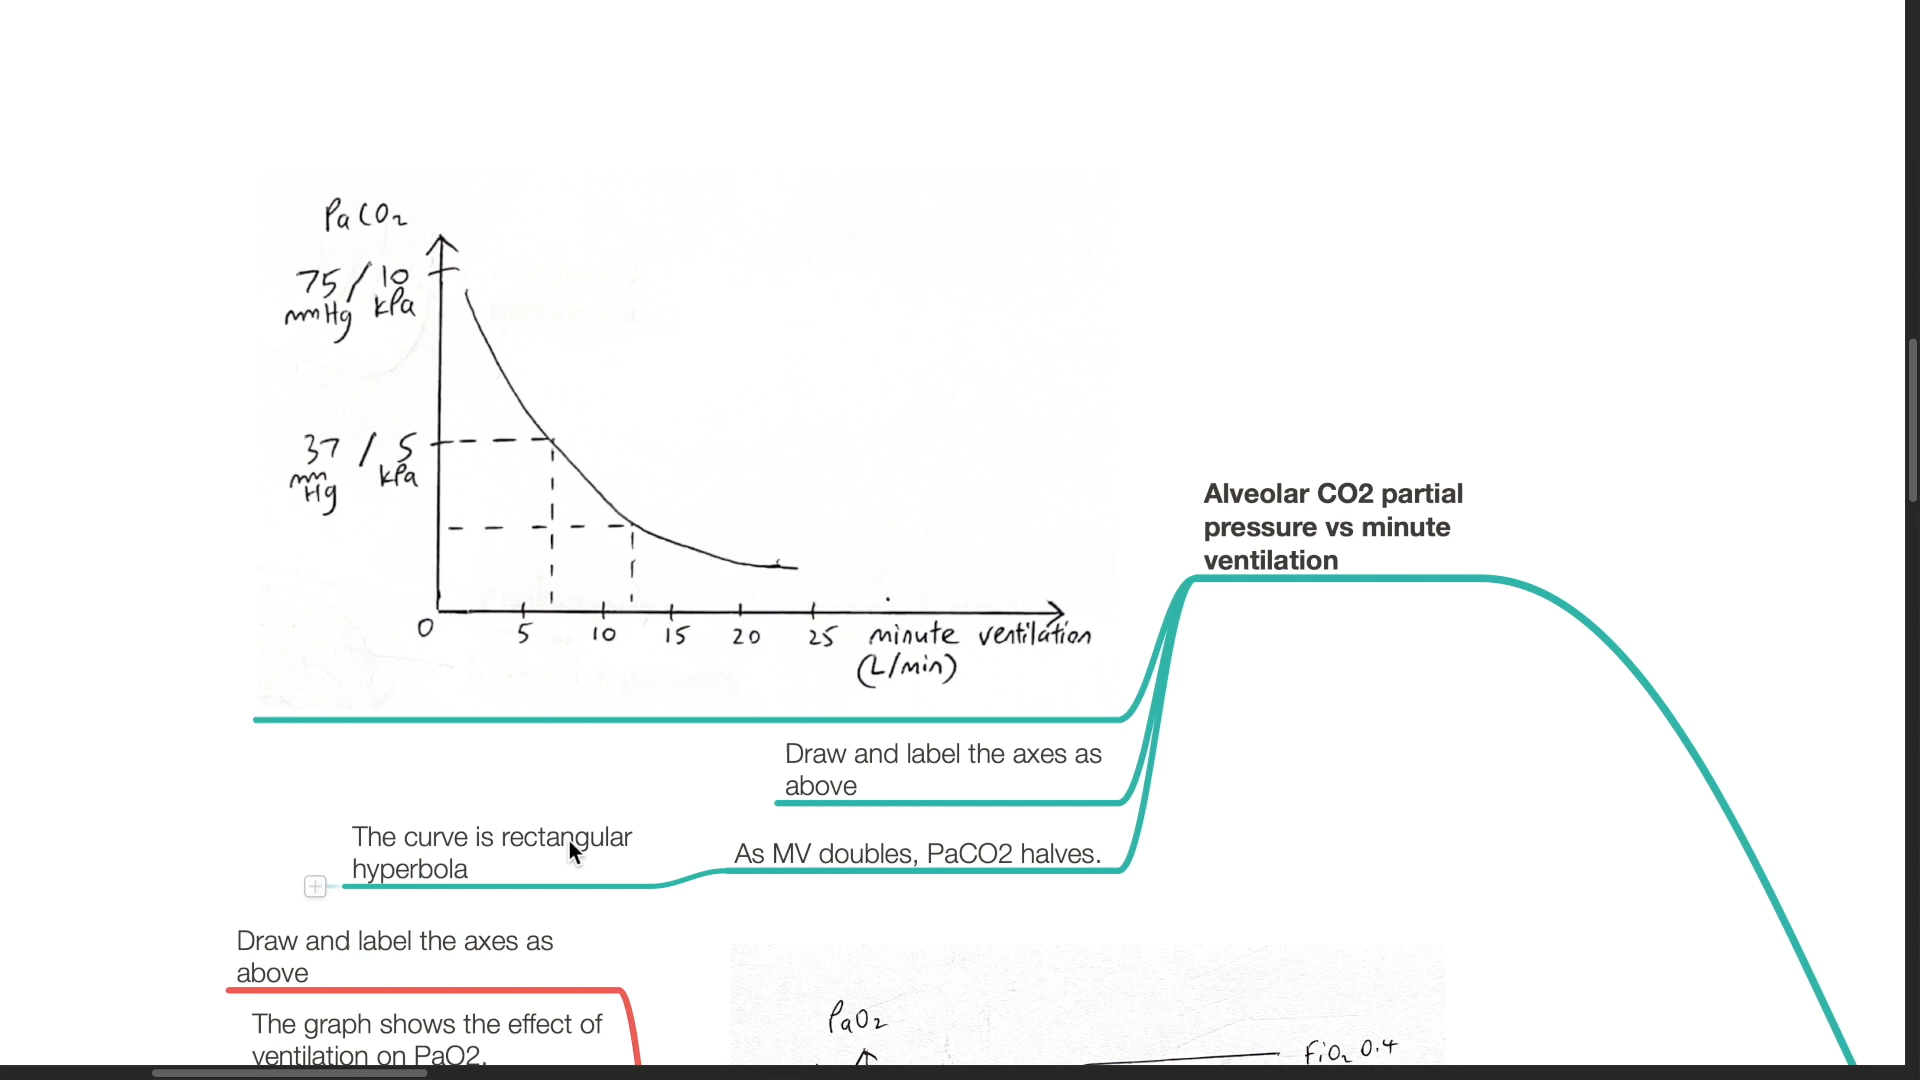 PaCO2
75 / 10
mmHg kPa
37 / 5
mm kPa
Hg
0 5 10 15 20 25 minute ventilation
(L/min)
Alveolar CO2 partial
pressure vs minute
ventilation
Draw and label the axes as
above
The curve is rectangular
hyperbola
As MV doubles, PaCO2 halves.
Draw and label the axes as
above
The graph shows the effect of
ventilation on PaO2.
PaO2
FiO2 0.4